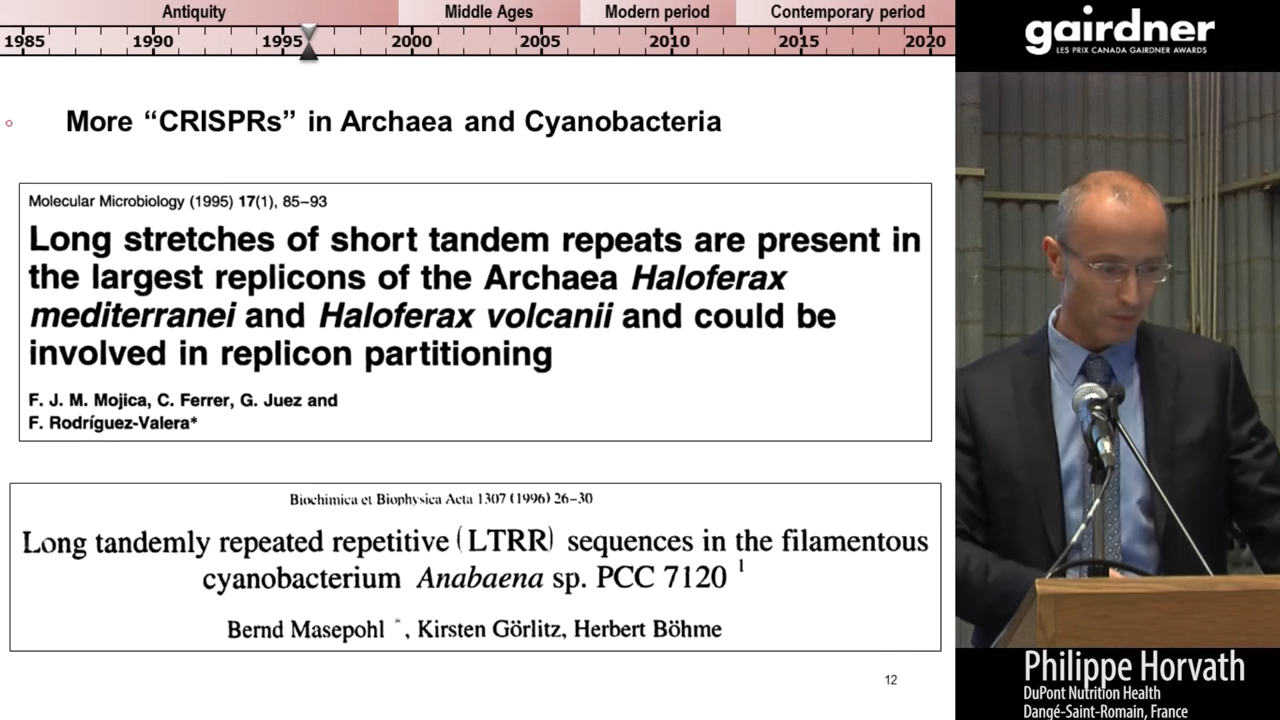 Antiquity Middle Ages Modern period Contemporary period
1985 1990 1995 2000 2005 2010 2015 2020
More “CRISPRs” in Archaea and Cyanobacteria
Molecular Microbiology (1995) 17(1), 85–93
Long stretches of short tandem repeats are present in
the largest replicons of the Archaea Haloferax
mediterranei and Haloferax volcanii and could be
involved in replicon partitioning
F. J. M. Mojica, C. Ferrer, G. Juez and
F. Rodríguez-Valera*
Biochimica et Biophysica Acta 1307 (1996) 26–30
Long tandemly repeated repetitive (LTRR) sequences in the filamentous
cyanobacterium Anabaena sp. PCC 7120 1
Bernd Masepohl *, Kirsten Görlitz, Herbert Böhme
12
gairdner
LES PRIX CANADA GAIRDNER AWARDS
Philippe Horvath
DuPont Nutrition Health
Dangé-Saint-Romain, France